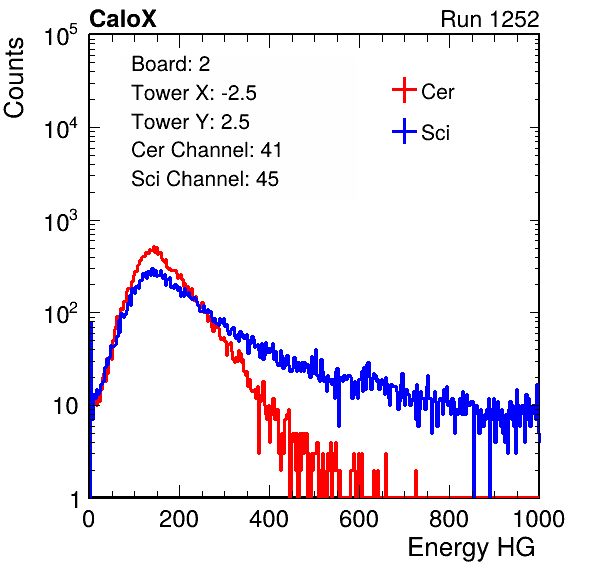 CaloX Run 1252
Counts
Board: 2
Tower X: -2.5
Tower Y: 2.5
Cer Channel: 41
Sci Channel: 45
Cer
Sci
10^5
10^4
10^3
10^2
10
1
0 200 400 600 800 1000
Energy HG